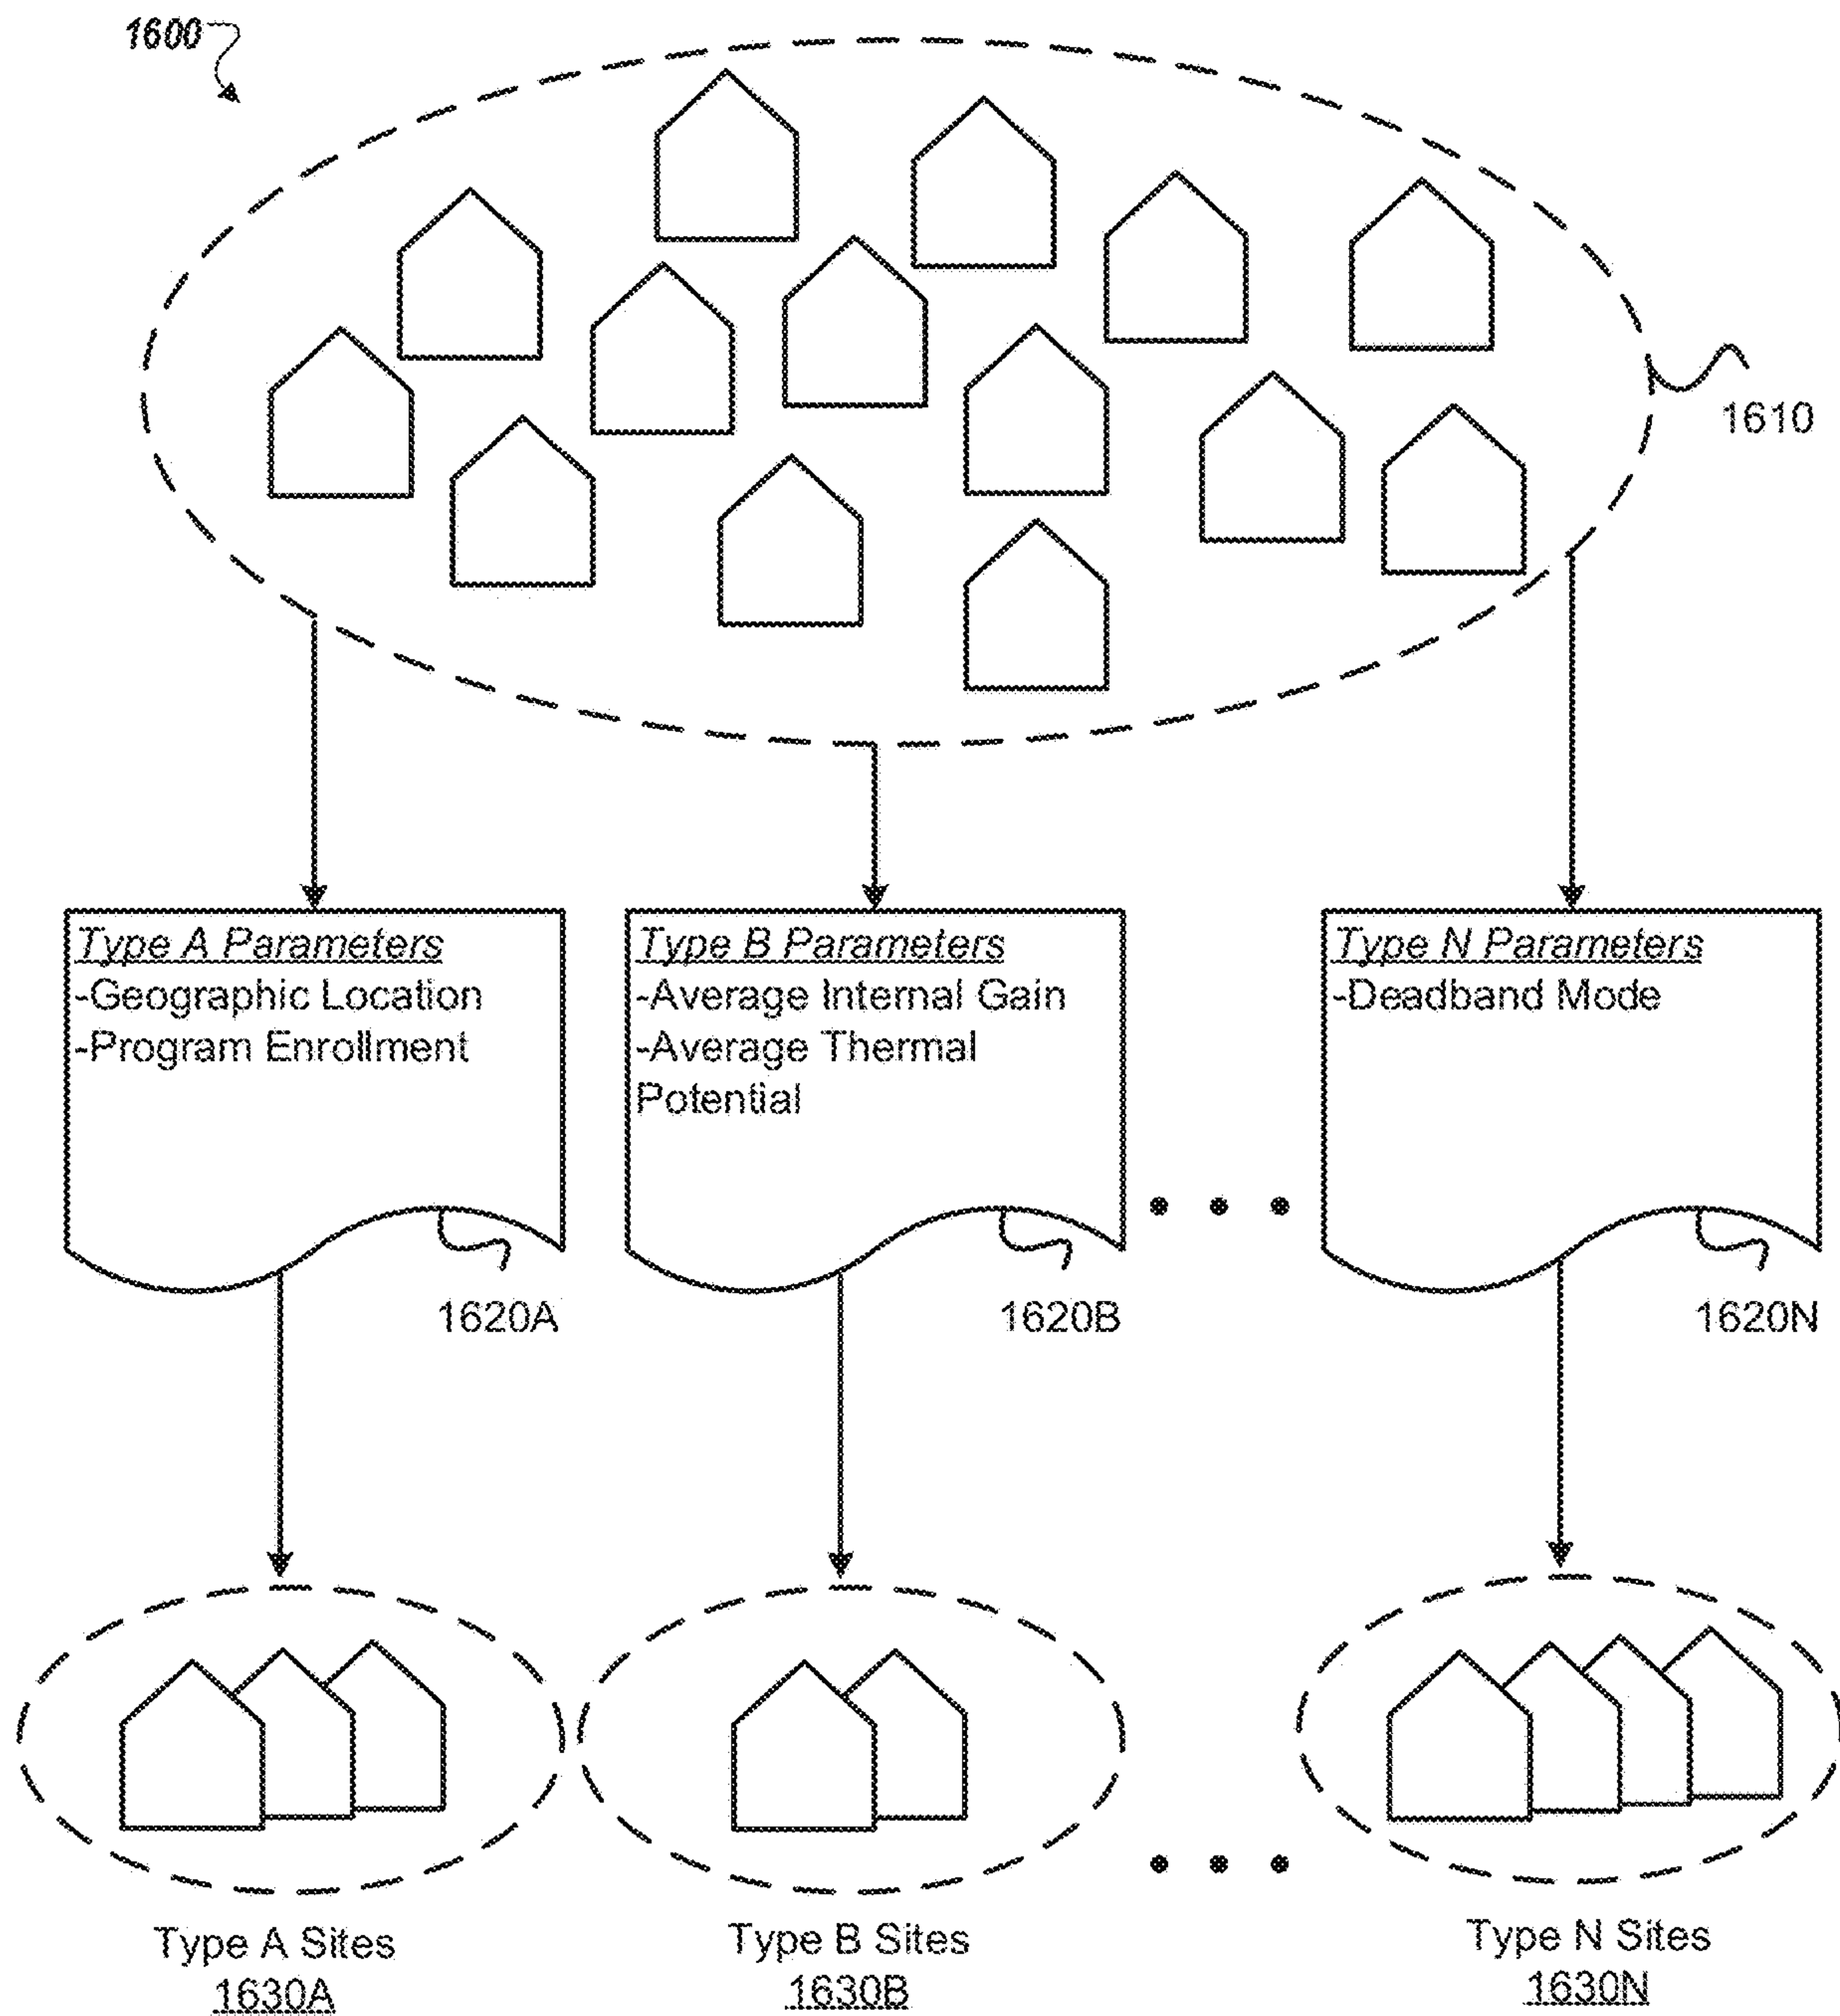 1600
1610
Type A Parameters
-Geographic Location
-Program Enrollment
Type B Parameters
-Average Internal Gain
-Average Thermal
Potential
Type N Parameters
-Deadband Mode
1620A
1620B
1620N
Type A Sites
1630A
Type B Sites
1630B
Type N Sites
1630N